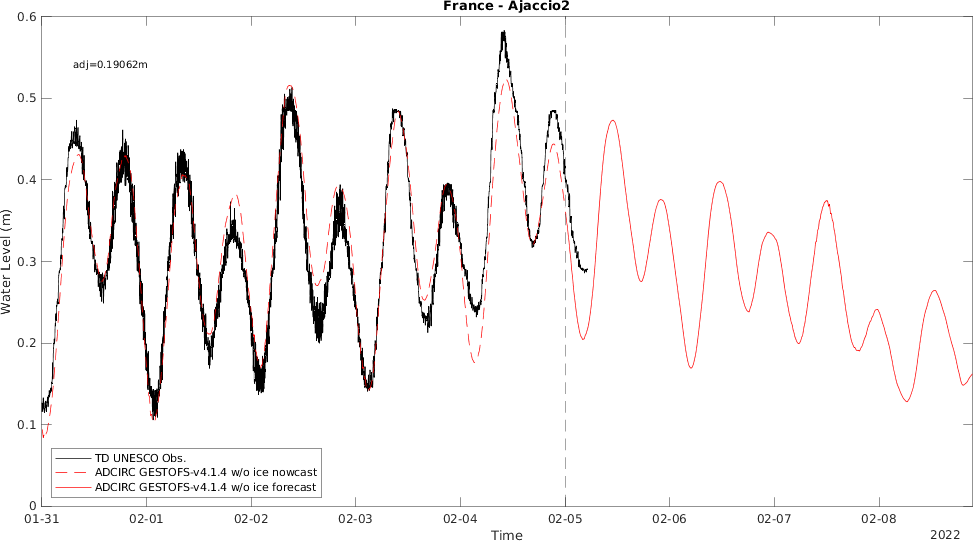 France - Ajaccio2
0.6
adj=0.19062m
0.5
0.4
0.3
Water Level (m)
0.2
0.1
TD UNESCO Obs.
ADCIRC GESTOFS-v4.1.4 w/o ice nowcast
ADCIRC GESTOFS-v4.1.4 w/o ice forecast
0
01-31 02-01 02-02 02-03 02-04 02-05 02-06 02-07 02-08
Time
2022